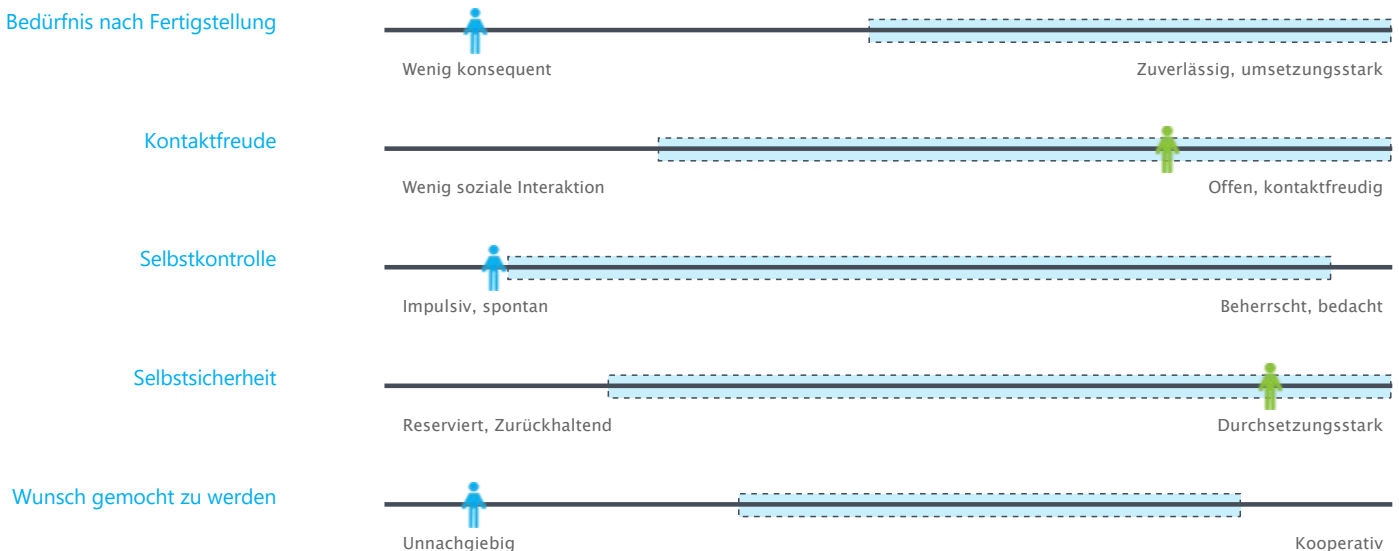 Bedürfnis nach Fertigstellung
Wenig konsequent Zuverlässig, umsetzungsstark
Kontaktfreude
Wenig soziale Interaktion Offen, kontaktfreudig
Selbstkontrolle
Impulsiv, spontan Beherrscht, bedacht
Selbstsicherheit
Reserviert, Zurückhaltend Durchsetzungsstark
Wunsch gemocht zu werden
Unnachgiebig Kooperativ